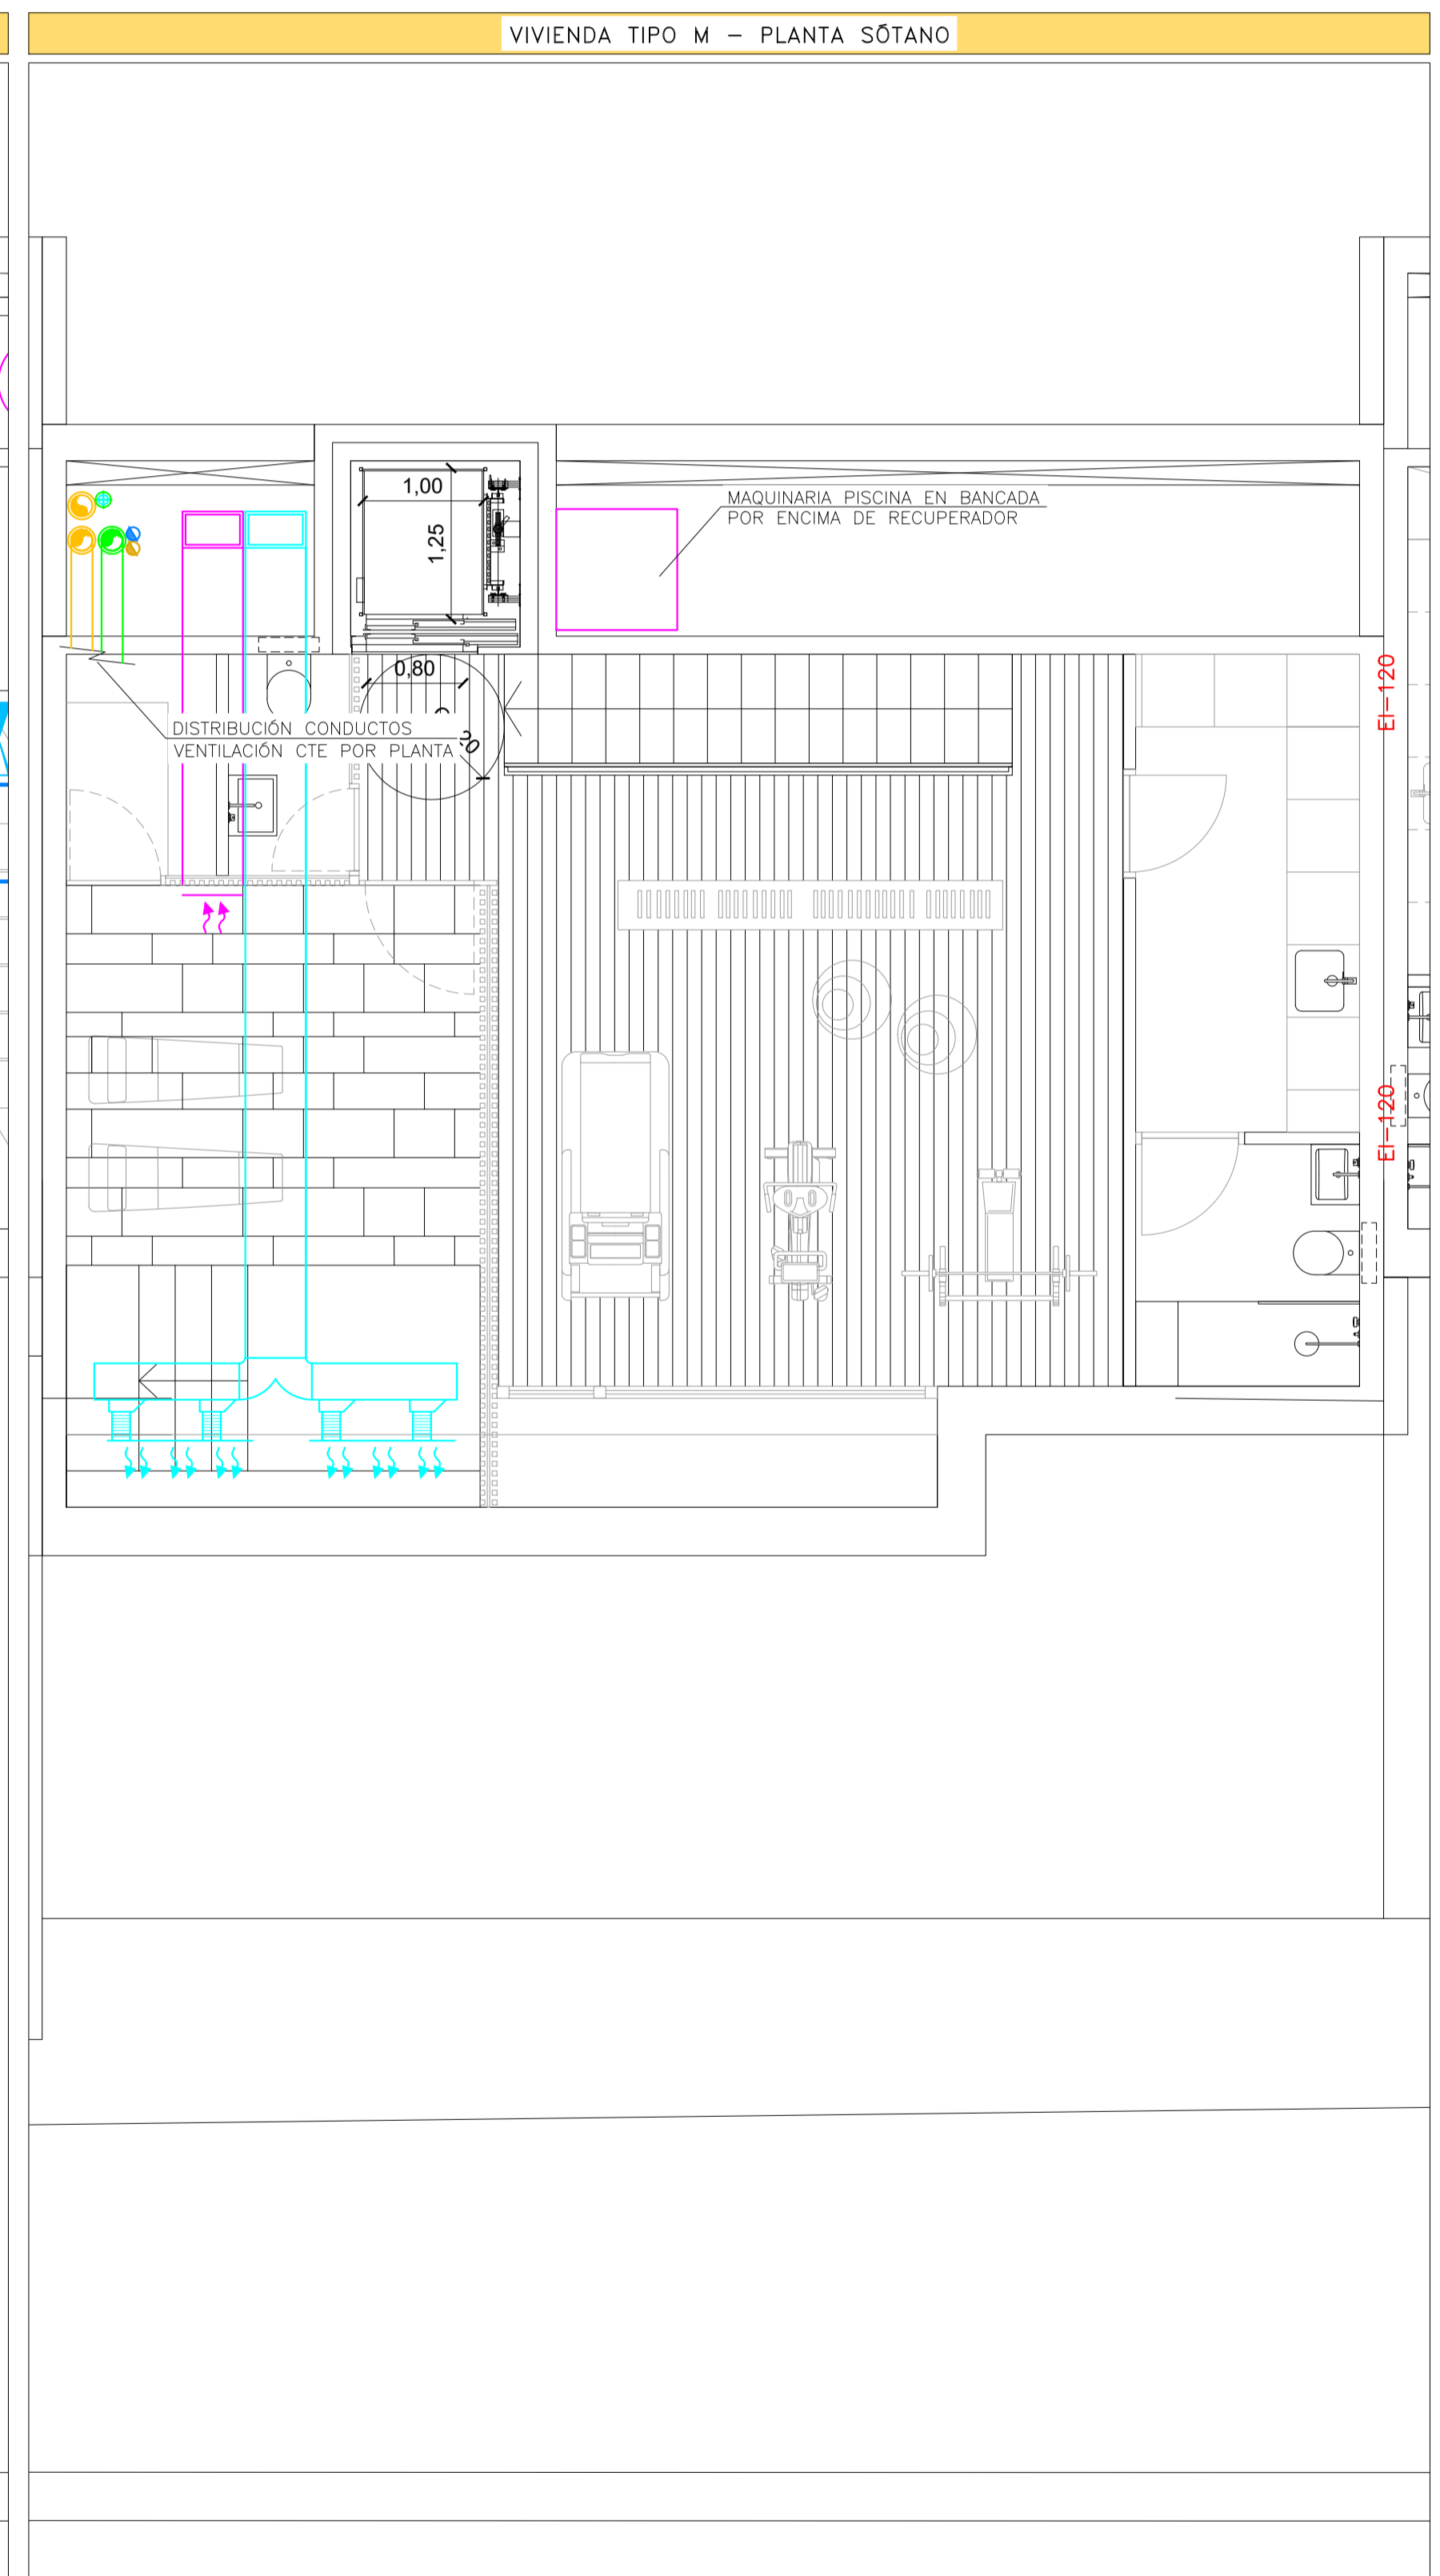 VIVIENDA TIPO M – PLANTA SÓTANO
1,00
1,25
MAQUINARIA PISCINA EN BANCADA
POR ENCIMA DE RECUPERADOR
0,80
DISTRIBUCIÓN CONDUCTOS
VENTILACIÓN CTE POR PLANTA
EI-120
EI-120